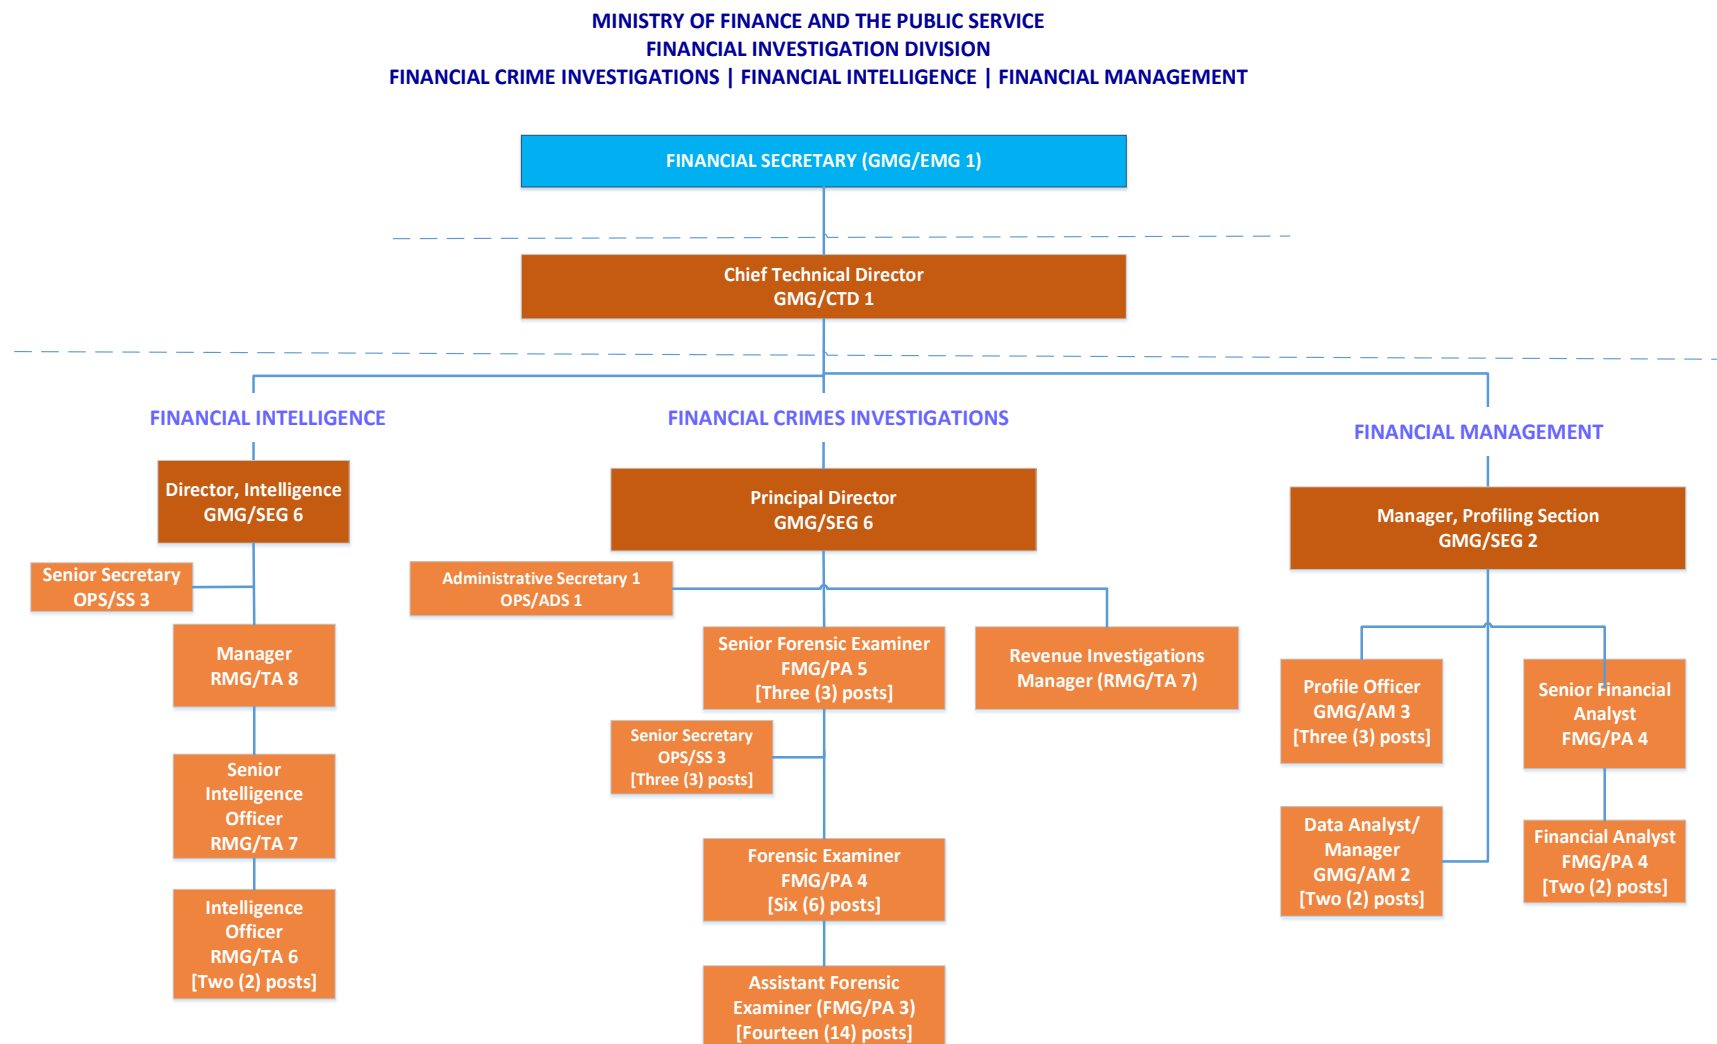 MINISTRY OF FINANCE AND THE PUBLIC SERVICE
FINANCIAL INVESTIGATION DIVISION
FINANCIAL CRIME INVESTIGATIONS | FINANCIAL INTELLIGENCE | FINANCIAL MANAGEMENT
FINANCIAL SECRETARY (GMG/EMG 1)
Chief Technical Director
GMG/CTD 1
FINANCIAL INTELLIGENCE
Director, Intelligence
GMG/SEG 6
Senior Secretary
OPS/SS 3
Manager
RMG/TA 8
Senior
Intelligence
Officer
RMG/TA 7
Intelligence
Officer
RMG/TA 6
[Two (2) posts]
FINANCIAL CRIMES INVESTIGATIONS
Principal Director
GMG/SEG 6
Administrative Secretary 1
OPS/ADS 1
Senior Forensic Examiner
FMG/PA 5
[Three (3) posts]
Revenue Investigations
Manager (RMG/TA 7)
Senior Secretary
OPS/SS 3
[Three (3) posts]
Forensic Examiner
FMG/PA 4
[Six (6) posts]
Assistant Forensic
Examiner (FMG/PA 3)
[Fourteen (14) posts]
FINANCIAL MANAGEMENT
Manager, Profiling Section
GMG/SEG 2
Profile Officer
GMG/AM 3
[Three (3) posts]
Senior Financial
Analyst
FMG/PA 4
Data Analyst/
Manager
GMG/AM 2
[Two (2) posts]
Financial Analyst
FMG/PA 4
[Two (2) posts]